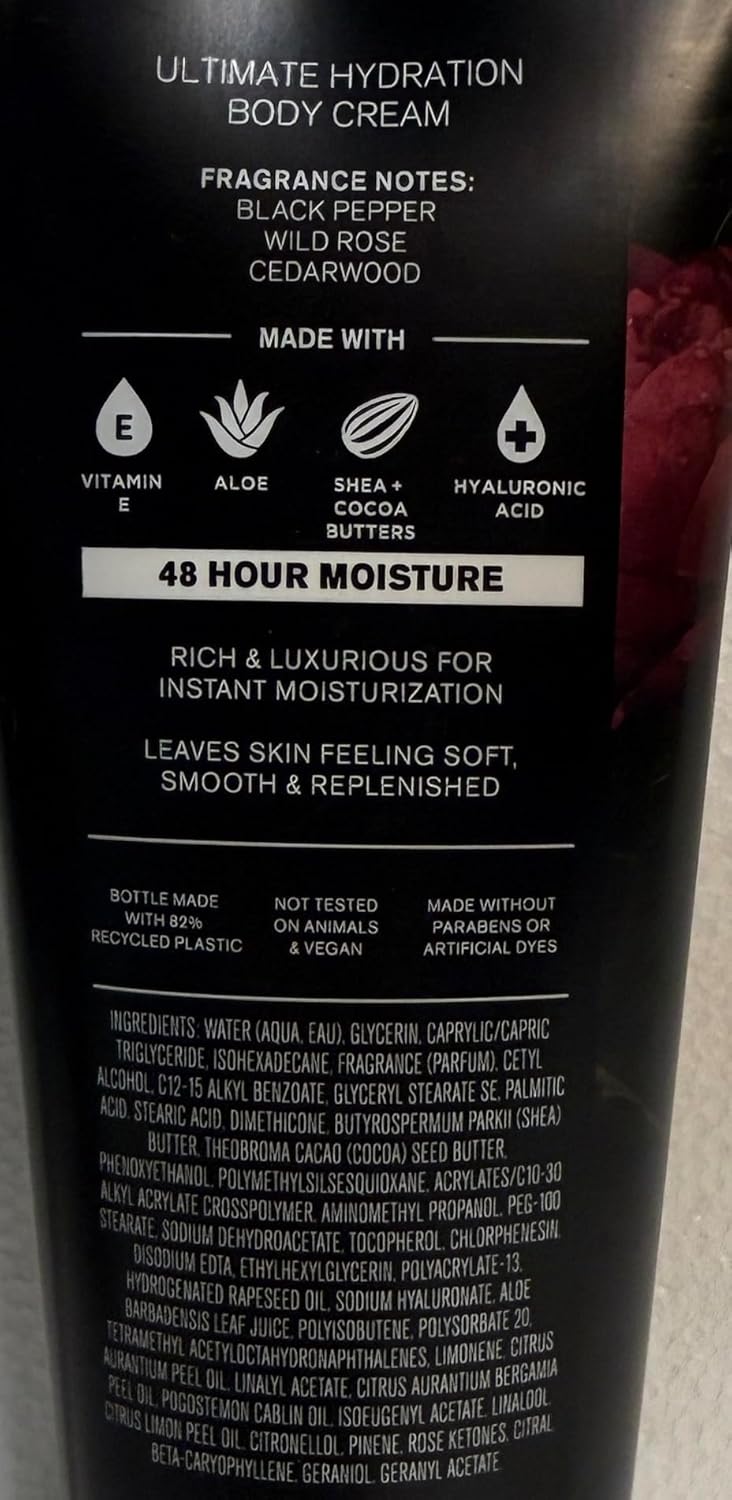 ULTIMATE HYDRATION
BODY CREAM
FRAGRANCE NOTES:
BLACK PEPPER
WILD ROSE
CEDARWOOD
MADE WITH
E
VITAMIN
E
ALOE
SHEA +
COCOA
BUTTERS
HYALURONIC
ACID
48 HOUR MOISTURE
RICH & LUXURIOUS FOR
INSTANT MOISTURIZATION
LEAVES SKIN FEELING SOFT,
SMOOTH & REPLENISHED
BOTTLE MADE
WITH 82%
RECYCLED PLASTIC
NOT TESTED
ON ANIMALS
& VEGAN
MADE WITHOUT
PARABENS OR
ARTIFICIAL DYES
INGREDIENTS: WATER (AQUA, EAU), GLYCERIN, CAPRYLIC/CAPRIC
TRIGLYCERIDE, ISOHEXADECANE, FRAGRANCE (PARFUM), CETYL
ALCOHOL, C12-15 ALKYL BENZOATE, GLYCERYL STEARATE SE, PALMITIC
ACID, STEARIC ACID, DIMETHICONE, BUTYROSPERMUM PARKII (SHEA)
BUTTER, THEOBROMA CACAO (COCOA) SEED BUTTER,
PHENOXYETHANOL, POLYMETHYLSILSESQUIOXANE, ACRYLATES/C10-30
ALKYL ACRYLATE CROSSPOLYMER, AMINOMETHYL PROPANOL, PEG-100
STEARATE, SODIUM DEHYDROACETATE, TOCOPHEROL, CHLORPHENESIN,
DISODIUM EDTA, ETHYLHEXYLGLYCERIN, POLYACRYLATE-13,
HYDROGENATED RAPESEED OIL, SODIUM HYALURONATE, ALOE
BARBADENSIS LEAF JUICE, POLYISOBUTENE, POLYSORBATE 20,
TETRAMETHYL ACETYLOCTAHYDRONAPHTHALENES, LIMONENE, CITRUS
AURANTIUM PEEL OIL, LINALYL ACETATE, CITRUS AURANTIUM BERGAMIA
PEEL OIL, POGOSTEMON CABLIN OIL, ISOEUGENYL ACETATE, LINALOOL,
CITRUS LIMON PEEL OIL, CITRONELLOL, PINENE, ROSE KETONES, CITRAL,
BETA-CARYOPHYLLENE, GERANIOL, GERANYL ACETATE